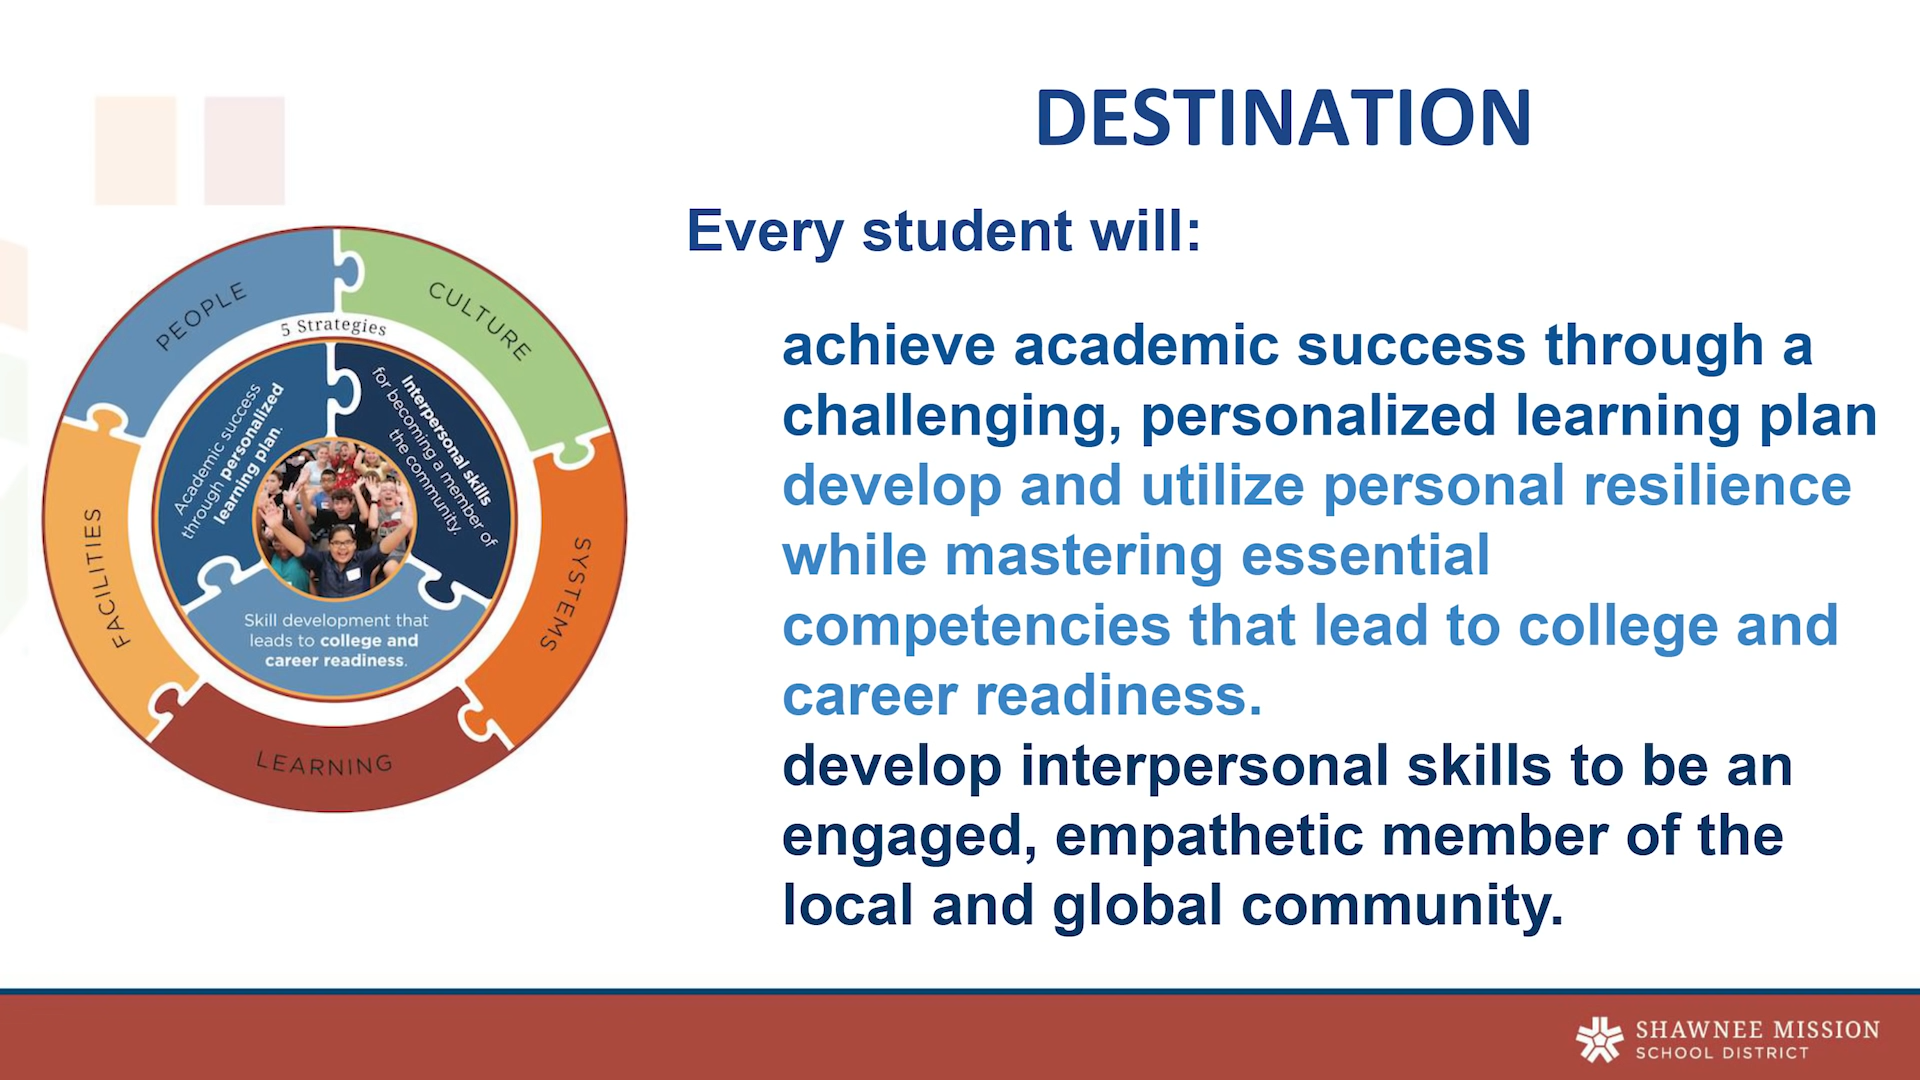 DESTINATION
Every student will:
achieve academic success through a
challenging, personalized learning plan
develop and utilize personal resilience
while mastering essential
competencies that lead to college and
career readiness.
develop interpersonal skills to be an
engaged, empathetic member of the
local and global community.
PEOPLE
CULTURE
SYSTEMS
LEARNING
FACILITIES
5 Strategies
Academic success
through personalized
learning plan.
Interpersonal skills
for becoming a member of
the community.
Skill development that
leads to college and
career readiness.
SHAWNEE MISSION
SCHOOL DISTRICT